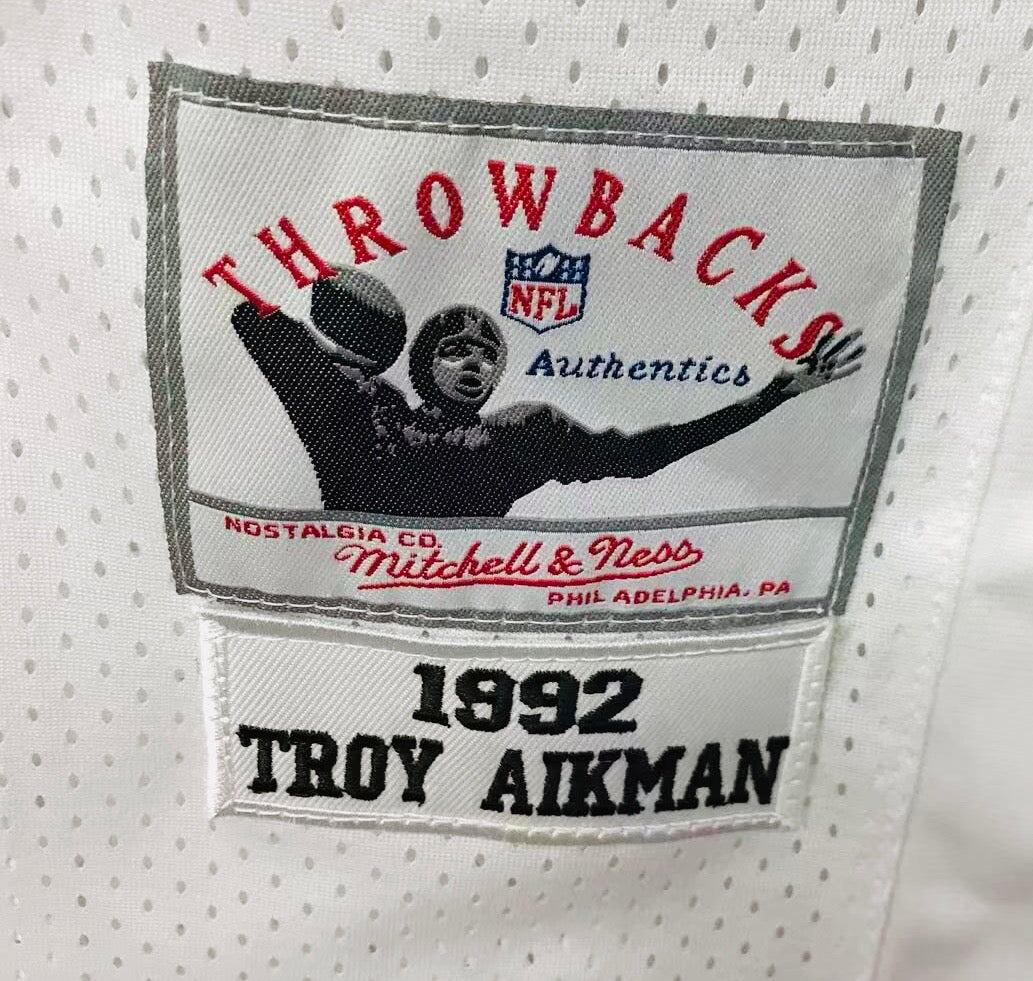 THROWBACKS
NFL
Authentics
NOSTALGIA CO.
Mitchell & Ness
PHILADELPHIA, PA
1992
TROY AIKMAN